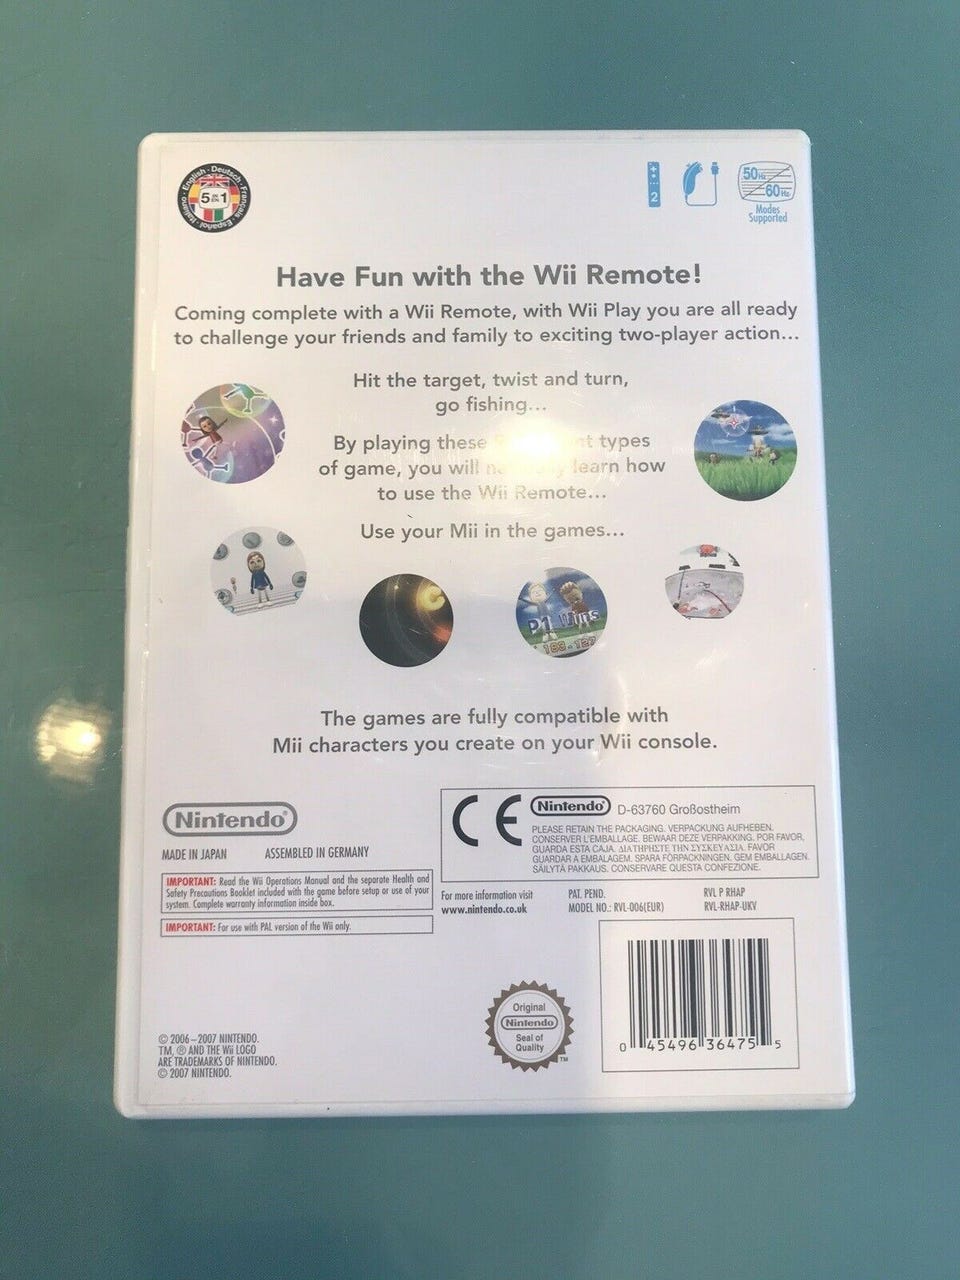 English · Deutsch · Français · Español · Italiano
5 IN 1
2
50Hz
60Hz
Modes
Supported
Have Fun with the Wii Remote!
Coming complete with a Wii Remote, with Wii Play you are all ready
to challenge your friends and family to exciting two-player action...
Hit the target, twist and turn,
go fishing...
By playing these types
of game, you will learn how
to use the Wii Remote...
Use your Mii in the games...
P1 Wins
183 - 127
The games are fully compatible with
Mii characters you create on your Wii console.
Nintendo®
MADE IN JAPAN ASSEMBLED IN GERMANY
IMPORTANT: Read the Wii Operations Manual and the separate Health and
Safety Precautions Booklet included with the game before setup or use of your
system. Complete warranty information inside box.
IMPORTANT: For use with PAL version of the Wii only.
CE Nintendo® D-63760 Großostheim
PLEASE RETAIN THE PACKAGING. VERPACKUNG AUFHEBEN.
CONSERVER L'EMBALLAGE. BEWAAR DEZE VERPAKKING. POR FAVOR,
GUARDA ESTA CAJA. ΔΙΑΤΗΡΗΣΤΕ ΤΗΝ ΣΥΣΚΕΥΑΣΙΑ. FAVOR
GUARDAR A EMBALAGEM. SPARA FÖRPACKNINGEN. GEM EMBALLAGEN.
SÄILYTÄ PAKKAUS. CONSERVARE QUESTA CONFEZIONE.
For more information visit
www.nintendo.co.uk
PAT. PEND. RVL P RHAP
MODEL NO.: RVL-006(EUR) RVL-RHAP-UKV
Original
Nintendo
Seal of
Quality
TM
0 45496 36475 5
© 2006–2007 NINTENDO.
TM, ® AND THE Wii LOGO
ARE TRADEMARKS OF NINTENDO.
© 2007 NINTENDO.